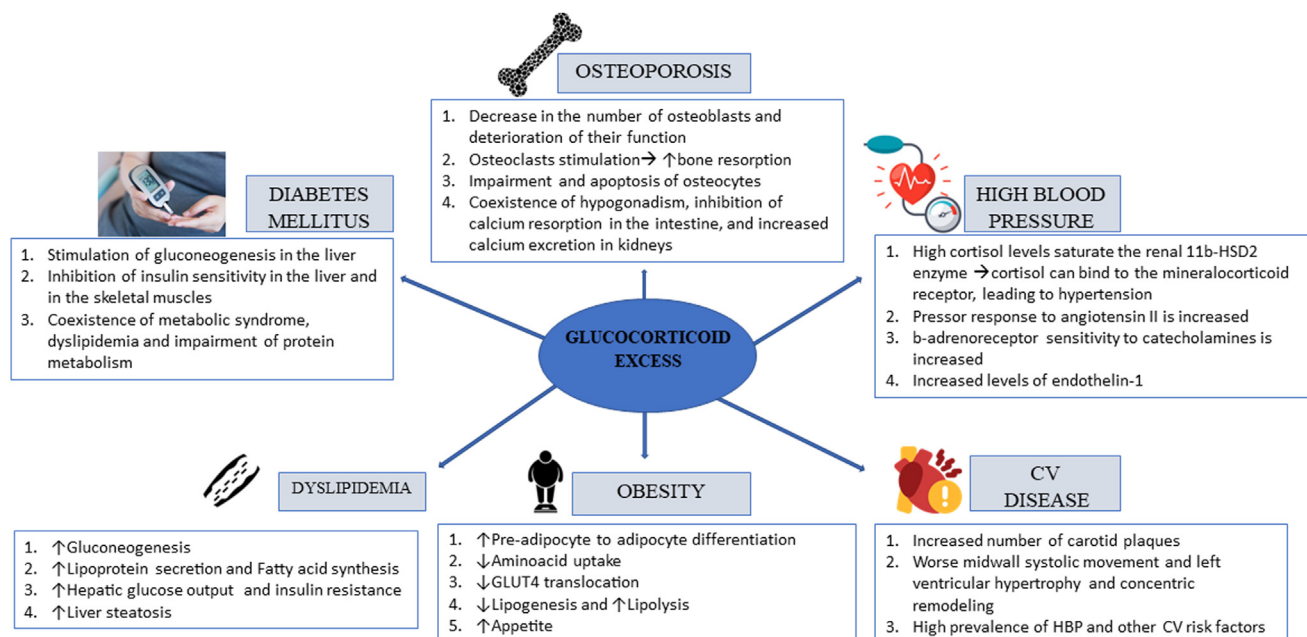 OSTEOPOROSIS
1. Decrease in the number of osteoblasts and
deterioration of their function
2. Osteoclasts stimulation→ ↑bone resorption
3. Impairment and apoptosis of osteocytes
4. Coexistence of hypogonadism, inhibition of
calcium resorption in the intestine, and increased
calcium excretion in kidneys
DIABETES
MELLITUS
1. Stimulation of gluconeogenesis in the liver
2. Inhibition of insulin sensitivity in the liver and
in the skeletal muscles
3. Coexistence of metabolic syndrome,
dyslipidemia and impairment of protein
metabolism
HIGH BLOOD
PRESSURE
1. High cortisol levels saturate the renal 11b-HSD2
enzyme →cortisol can bind to the mineralocorticoid
receptor, leading to hypertension
2. Pressor response to angiotensin II is increased
3. b-adrenoreceptor sensitivity to catecholamines is
increased
4. Increased levels of endothelin-1
GLUCOCORTICOID
EXCESS
DYSLIPIDEMIA
1. ↑Gluconeogenesis
2. ↑Lipoprotein secretion and Fatty acid synthesis
3. ↑Hepatic glucose output and insulin resistance
4. ↑Liver steatosis
OBESITY
1. ↑Pre-adipocyte to adipocyte differentiation
2. ↓Aminoacid uptake
3. ↓GLUT4 translocation
4. ↓Lipogenesis and ↑Lipolysis
5. ↑Appetite
CV
DISEASE
1. Increased number of carotid plaques
2. Worse midwall systolic movement and left
ventricular hypertrophy and concentric
remodeling
3. High prevalence of HBP and other CV risk factors